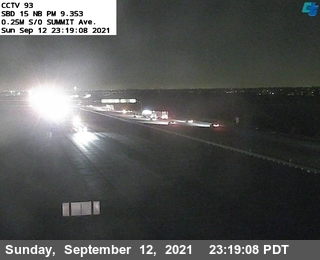 CCTV 93
SBD 15 NB PM 9.353
0.25M S/O SUMMIT Ave.
Sun Sep 12 23:19:08 2021
Sunday, September 12, 2021 23:19:08 PDT